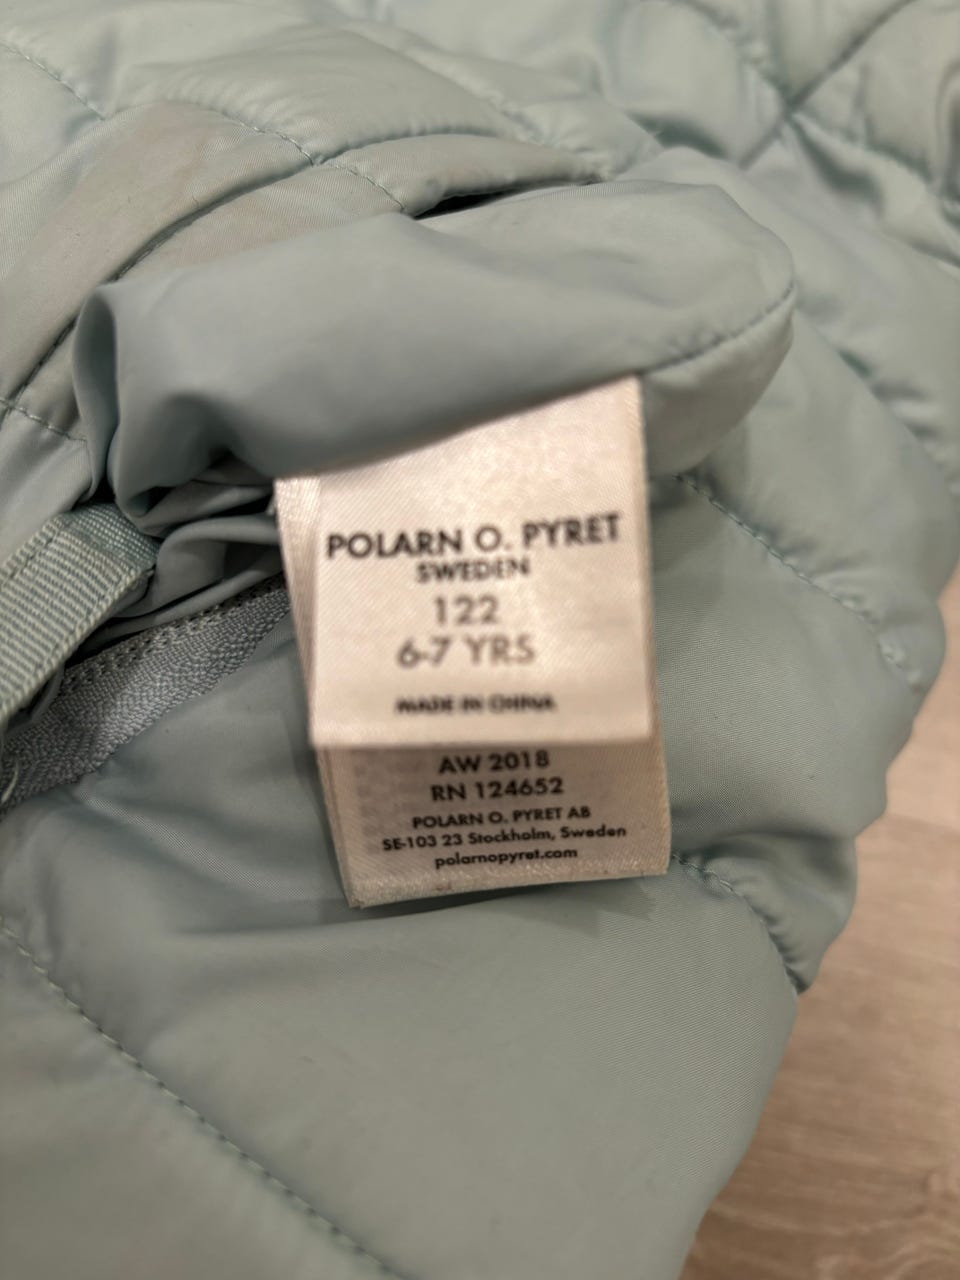 POLARN O. PYRET
SWEDEN
122
6-7 YRS
MADE IN CHINA
AW 2018
RN 124652
POLARN O. PYRET AB
SE-103 23 Stockholm, Sweden
polarnopyret.com